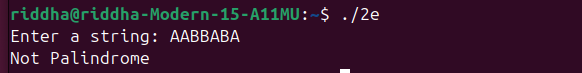 riddha@riddha-Modern-15-A11MU:~$ ./2e
Enter a string: AABBABA
Not Palindrome